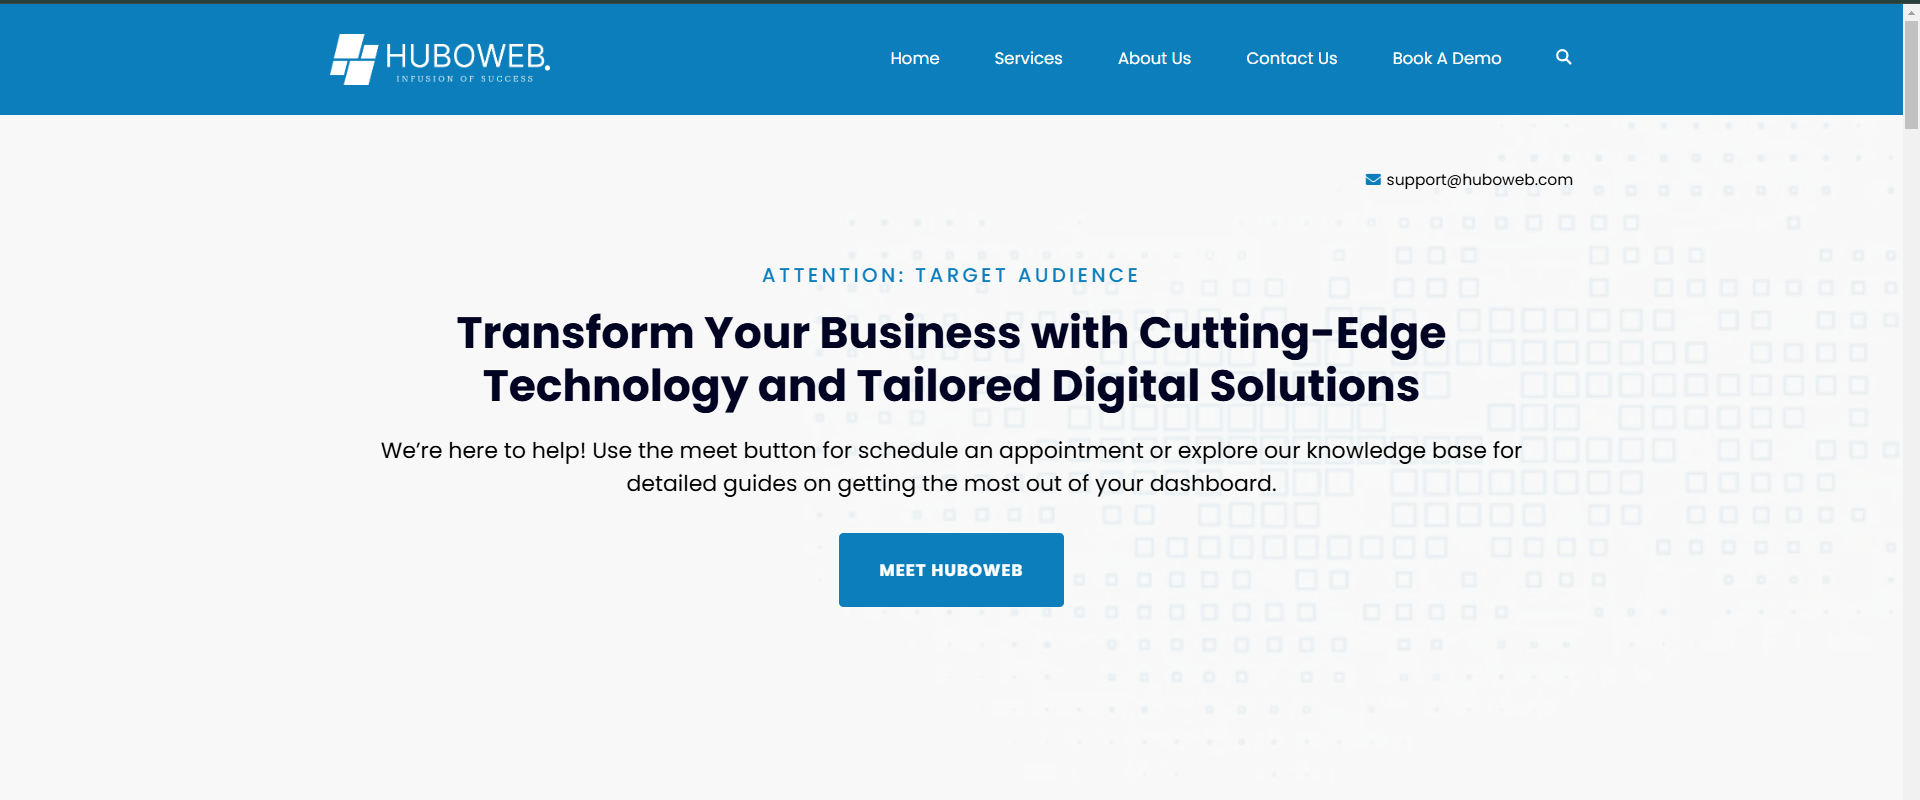 HUBOWEB.
INFUSION OF SUCCESS
Home Services About Us Contact Us Book A Demo
support@huboweb.com
ATTENTION: TARGET AUDIENCE
Transform Your Business with Cutting-Edge
Technology and Tailored Digital Solutions
We’re here to help! Use the meet button for schedule an appointment or explore our knowledge base for
detailed guides on getting the most out of your dashboard.
MEET HUBOWEB